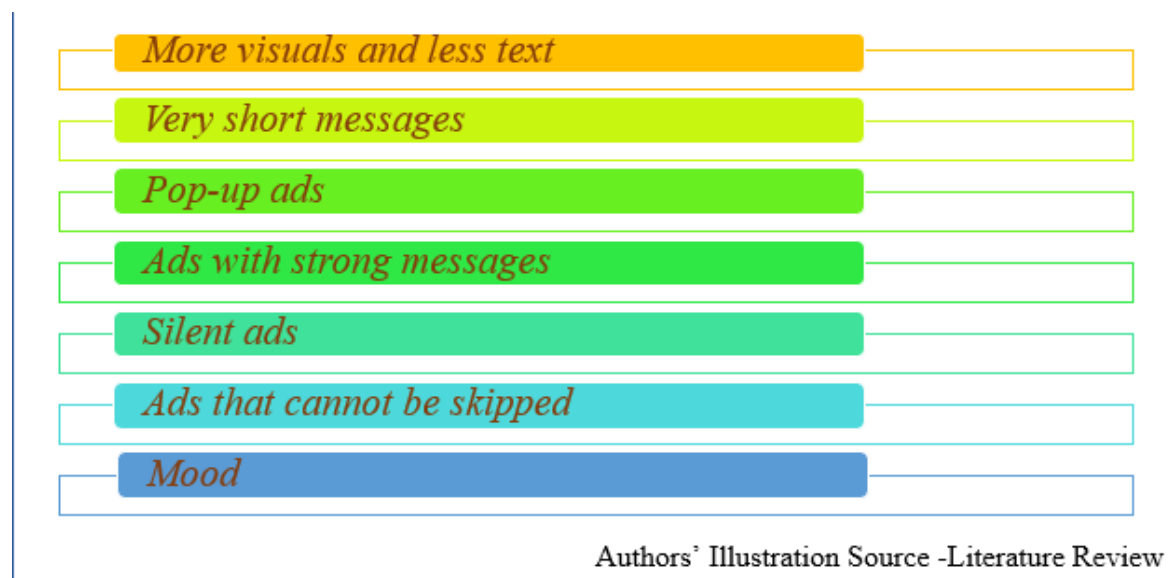 More visuals and less text
Very short messages
Pop-up ads
Ads with strong messages
Silent ads
Ads that cannot be skipped
Mood
Authors' Illustration Source -Literature Review